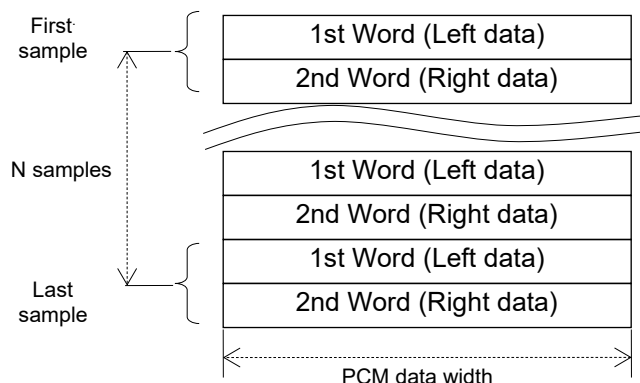 First
sample
1st Word (Left data)
2nd Word (Right data)
N samples
1st Word (Left data)
2nd Word (Right data)
1st Word (Left data)
Last
sample
2nd Word (Right data)
PCM data width